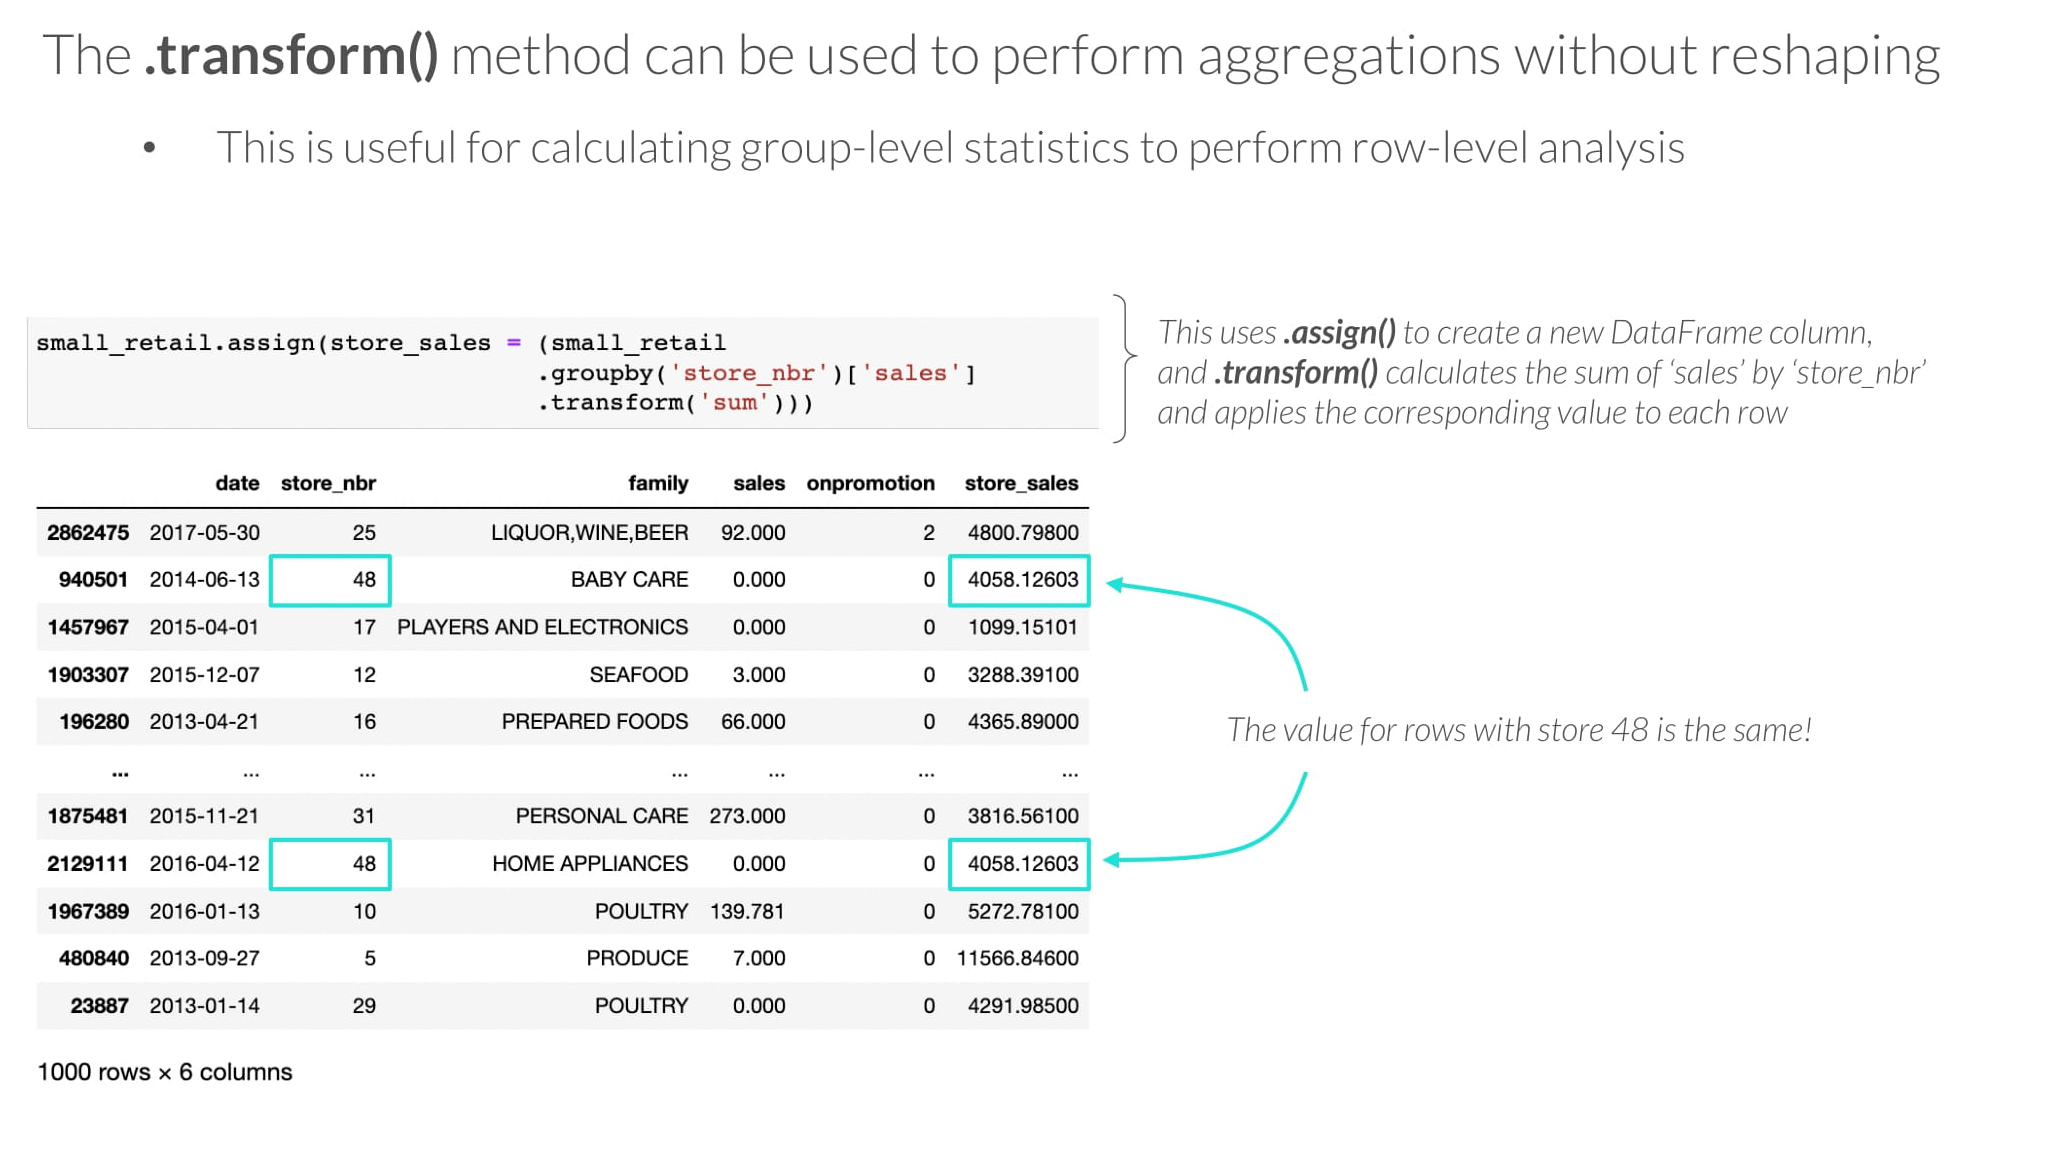 The .transform() method can be used to perform aggregations without reshaping
• This is useful for calculating group-level statistics to perform row-level analysis
small_retail.assign(store_sales = (small_retail
.groupby('store_nbr')['sales']
.transform('sum')))
This uses .assign() to create a new DataFrame column,
and .transform() calculates the sum of ‘sales’ by ‘store_nbr’
and applies the corresponding value to each row
date store_nbr family sales onpromotion store_sales
2862475 2017-05-30 25 LIQUOR,WINE,BEER 92.000 2 4800.79800
940501 2014-06-13 48 BABY CARE 0.000 0 4058.12603
1457967 2015-04-01 17 PLAYERS AND ELECTRONICS 0.000 0 1099.15101
1903307 2015-12-07 12 SEAFOOD 3.000 0 3288.39100
196280 2013-04-21 16 PREPARED FOODS 66.000 0 4365.89000
... ... ... ... ... ... ...
1875481 2015-11-21 31 PERSONAL CARE 273.000 0 3816.56100
2129111 2016-04-12 48 HOME APPLIANCES 0.000 0 4058.12603
1967389 2016-01-13 10 POULTRY 139.781 0 5272.78100
480840 2013-09-27 5 PRODUCE 7.000 0 11566.84600
23887 2013-01-14 29 POULTRY 0.000 0 4291.98500
The value for rows with store 48 is the same!
1000 rows × 6 columns